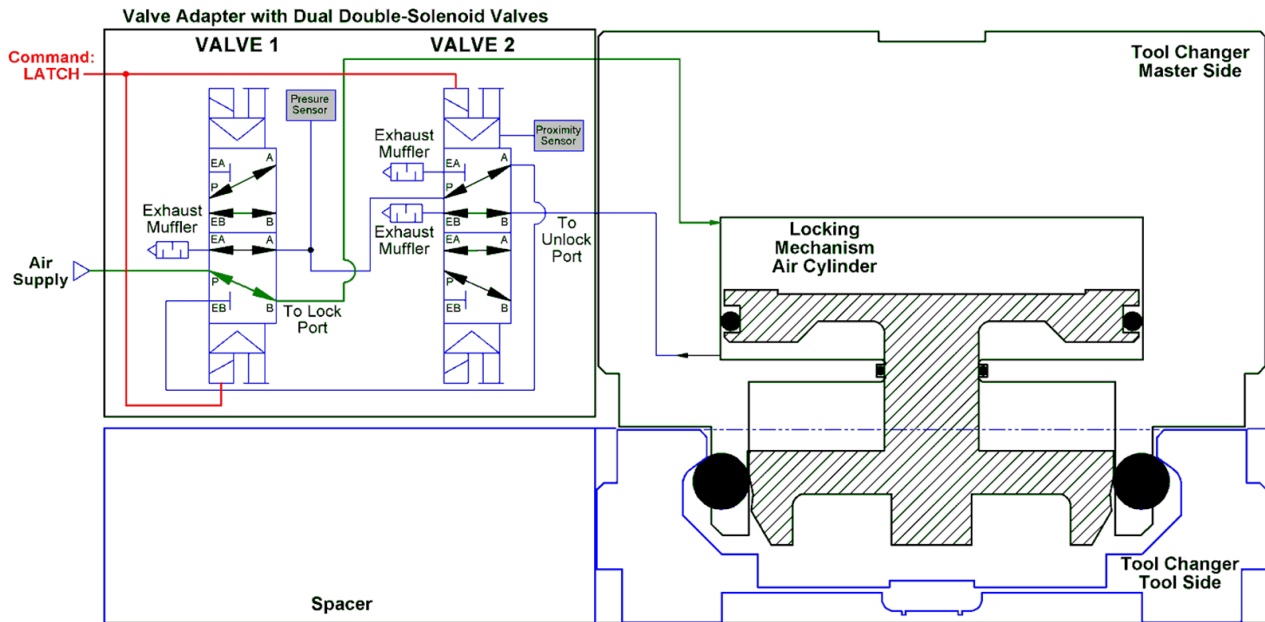 Valve Adapter with Dual Double-Solenoid Valves
VALVE 1
VALVE 2
Command:
LATCH
Presure
Sensor
Proximity
Sensor
Exhaust
Muffler
EA
A
P
EB
B
EA
A
P
EB
B
Exhaust
Muffler
Air
Supply
To Lock
Port
EA
A
P
EB
B
EA
A
P
EB
B
Exhaust
Muffler
To
Unlock
Port
Tool Changer
Master Side
Locking
Mechanism
Air Cylinder
Spacer
Tool Changer
Tool Side